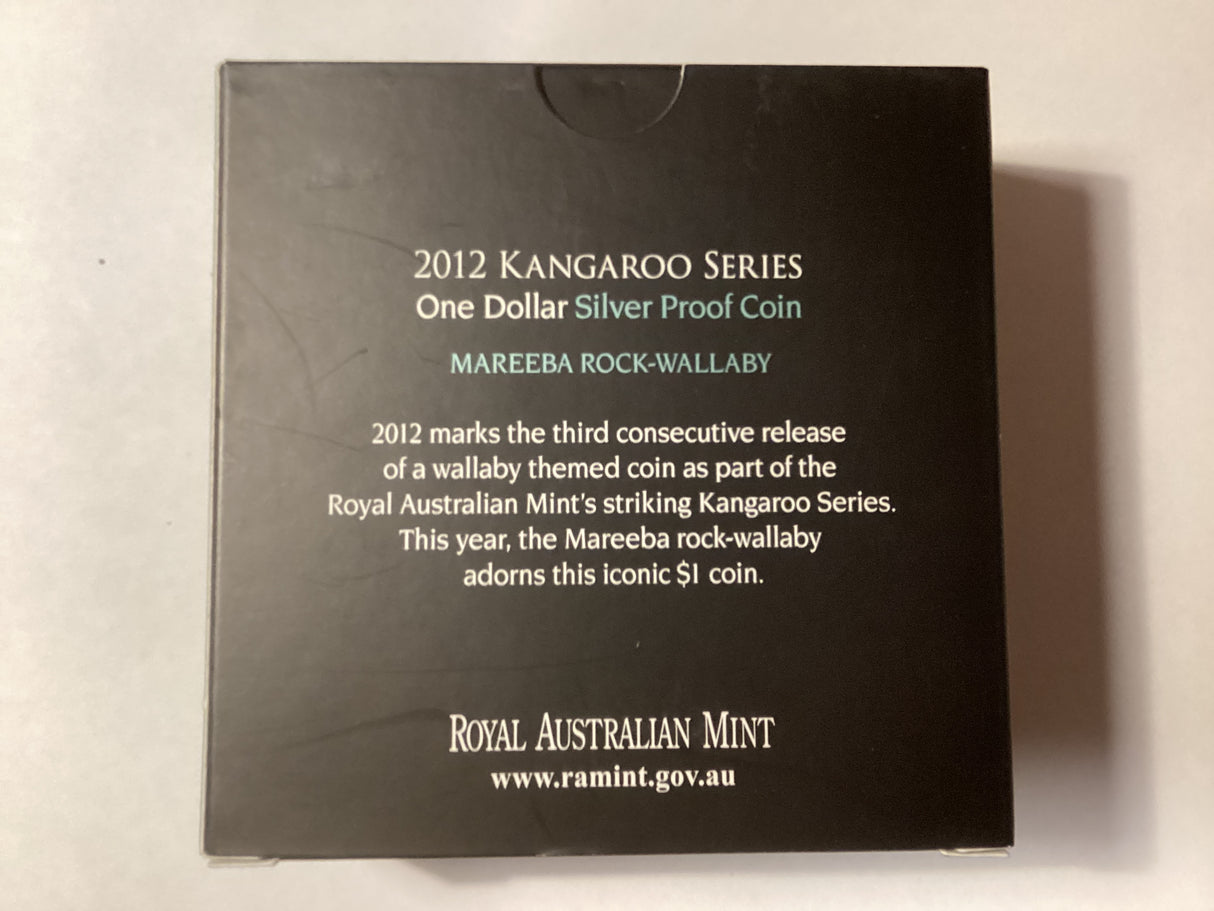 2012 KANGAROO SERIES
One Dollar Silver Proof Coin
MAREEBA ROCK-WALLABY
2012 marks the third consecutive release
of a wallaby themed coin as part of the
Royal Australian Mint's striking Kangaroo Series.
This year, the Mareeba rock-wallaby
adorns this iconic $1 coin.
ROYAL AUSTRALIAN MINT
www.ramint.gov.au